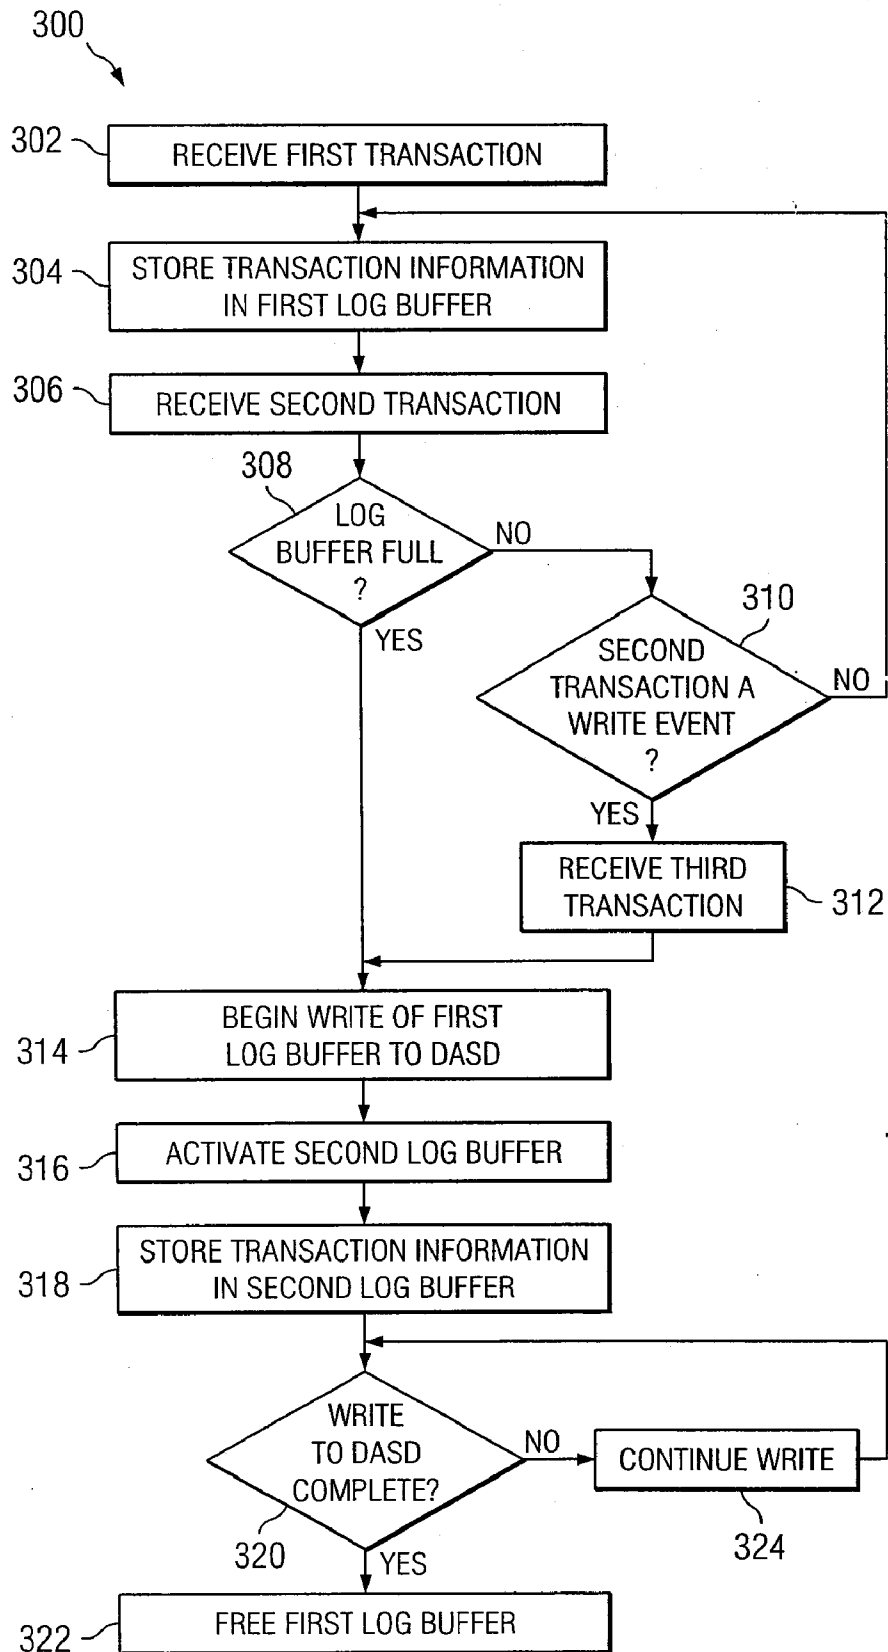 300
302
RECEIVE FIRST TRANSACTION
304
STORE TRANSACTION INFORMATION
IN FIRST LOG BUFFER
306
RECEIVE SECOND TRANSACTION
308
LOG
BUFFER FULL
?
NO
YES
310
SECOND
TRANSACTION A
WRITE EVENT
?
NO
YES
RECEIVE THIRD
TRANSACTION
312
314
BEGIN WRITE OF FIRST
LOG BUFFER TO DASD
316
ACTIVATE SECOND LOG BUFFER
318
STORE TRANSACTION INFORMATION
IN SECOND LOG BUFFER
WRITE
TO DASD
COMPLETE?
NO
320
YES
CONTINUE WRITE
324
322
FREE FIRST LOG BUFFER